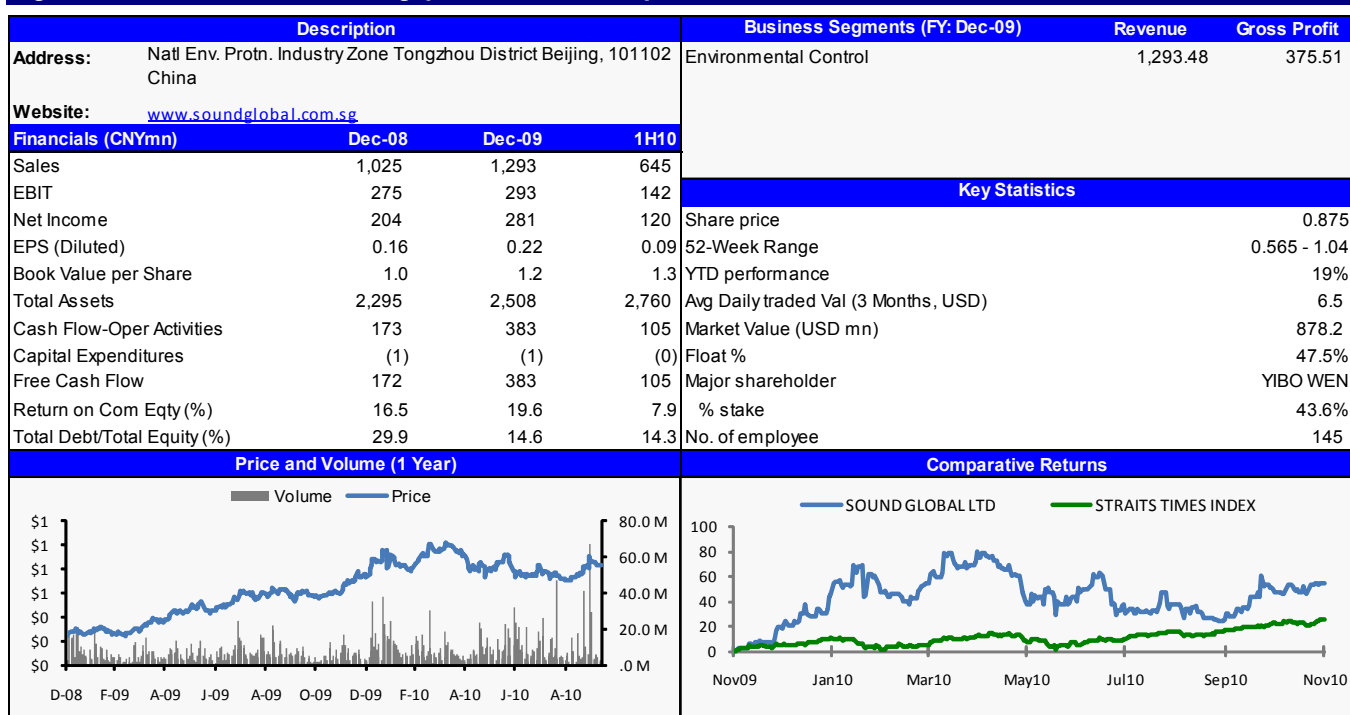 Description
Address: Natl Env. Protn. Industry Zone Tongzhou District Beijing, 101102
China
Website: www.soundglobal.com.sg
Financials (CNYmn) Dec-08 Dec-09 1H10
Sales 1,025 1,293 645
EBIT 275 293 142
Net Income 204 281 120
EPS (Diluted) 0.16 0.22 0.09
Book Value per Share 1.0 1.2 1.3
Total Assets 2,295 2,508 2,760
Cash Flow-Oper Activities 173 383 105
Capital Expenditures (1) (1) (0)
Free Cash Flow 172 383 105
Return on Com Eqty (%) 16.5 19.6 7.9
Total Debt/Total Equity (%) 29.9 14.6 14.3
Business Segments (FY: Dec-09) Revenue Gross Profit
Environmental Control 1,293.48 375.51
Key Statistics
Share price 0.875
52-Week Range 0.565 - 1.04
YTD performance 19%
Avg Daily traded Val (3 Months, USD) 6.5
Market Value (USD mn) 878.2
Float % 47.5%
Major shareholder YIBO WEN
% stake 43.6%
No. of employee 145
Price and Volume (1 Year)
Volume Price
$1 80.0 M
$1
$1 60.0 M
$1 40.0 M
$0
$0 20.0 M
$0 .0 M
D-08 F-09 A-09 J-09 A-09 O-09 D-09 F-10 A-10 J-10 A-10
Comparative Returns
SOUND GLOBAL LTD STRAITS TIMES INDEX
100
80
60
40
20
0
Nov09 Jan10 Mar10 May10 Jul10 Sep10 Nov10